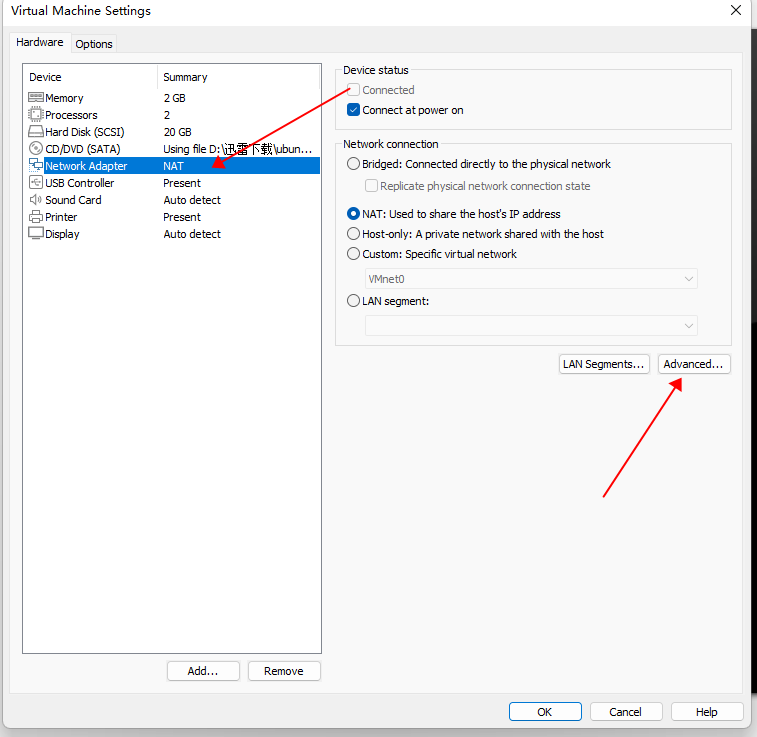 Virtual Machine Settings
Hardware Options
Device Summary
Memory 2 GB
Processors 2
Hard Disk (SCSI) 20 GB
CD/DVD (SATA) Using file D:\迅雷下载\ubun...
Network Adapter NAT
USB Controller Present
Sound Card Auto detect
Printer Present
Display Auto detect
Add...
Remove
Device status
Connected
Connect at power on
Network connection
Bridged: Connected directly to the physical network
Replicate physical network connection state
NAT: Used to share the host's IP address
Host-only: A private network shared with the host
Custom: Specific virtual network
VMnet0
LAN segment:
LAN Segments... Advanced...
OK Cancel Help